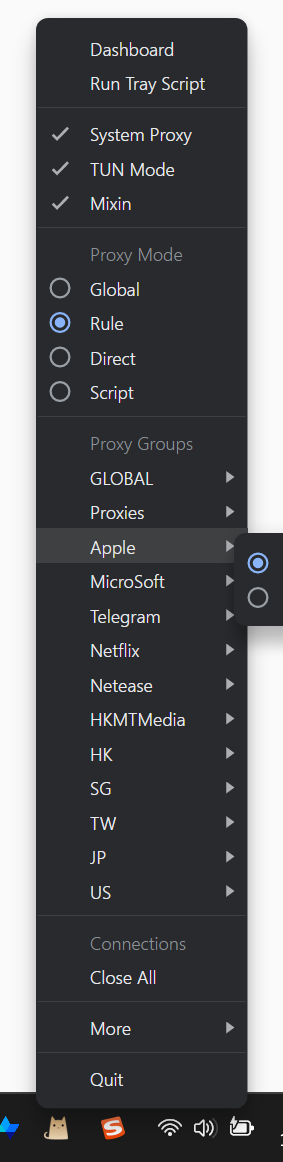 Dashboard
Run Tray Script
System Proxy
TUN Mode
Mixin
Proxy Mode
Global
Rule
Direct
Script
Proxy Groups
GLOBAL
Proxies
Apple
MicroSoft
Telegram
Netflix
Netease
HKMTMedia
HK
SG
TW
JP
US
Connections
Close All
More
Quit